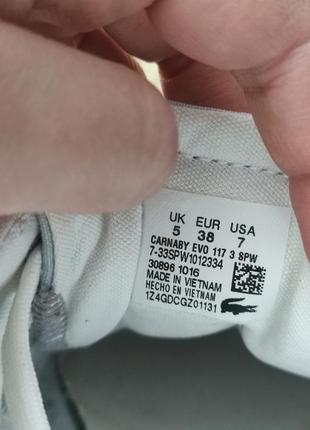 UK EUR USA
5 38 7
CARNABY EVO 117 3 SPW
7-33SPW1012334
30896 1016
MADE IN VIETNAM
HECHO EN VIETNAM
1Z4GDCGZ01131